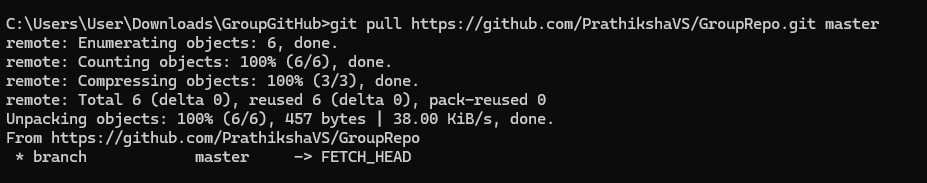 C:\Users\User\Downloads\GroupGitHub>git pull https://github.com/PrathikshaVS/GroupRepo.git master
remote: Enumerating objects: 6, done.
remote: Counting objects: 100% (6/6), done.
remote: Compressing objects: 100% (3/3), done.
remote: Total 6 (delta 0), reused 6 (delta 0), pack-reused 0
Unpacking objects: 100% (6/6), 457 bytes | 38.00 KiB/s, done.
From https://github.com/PrathikshaVS/GroupRepo
 * branch            master     -> FETCH_HEAD